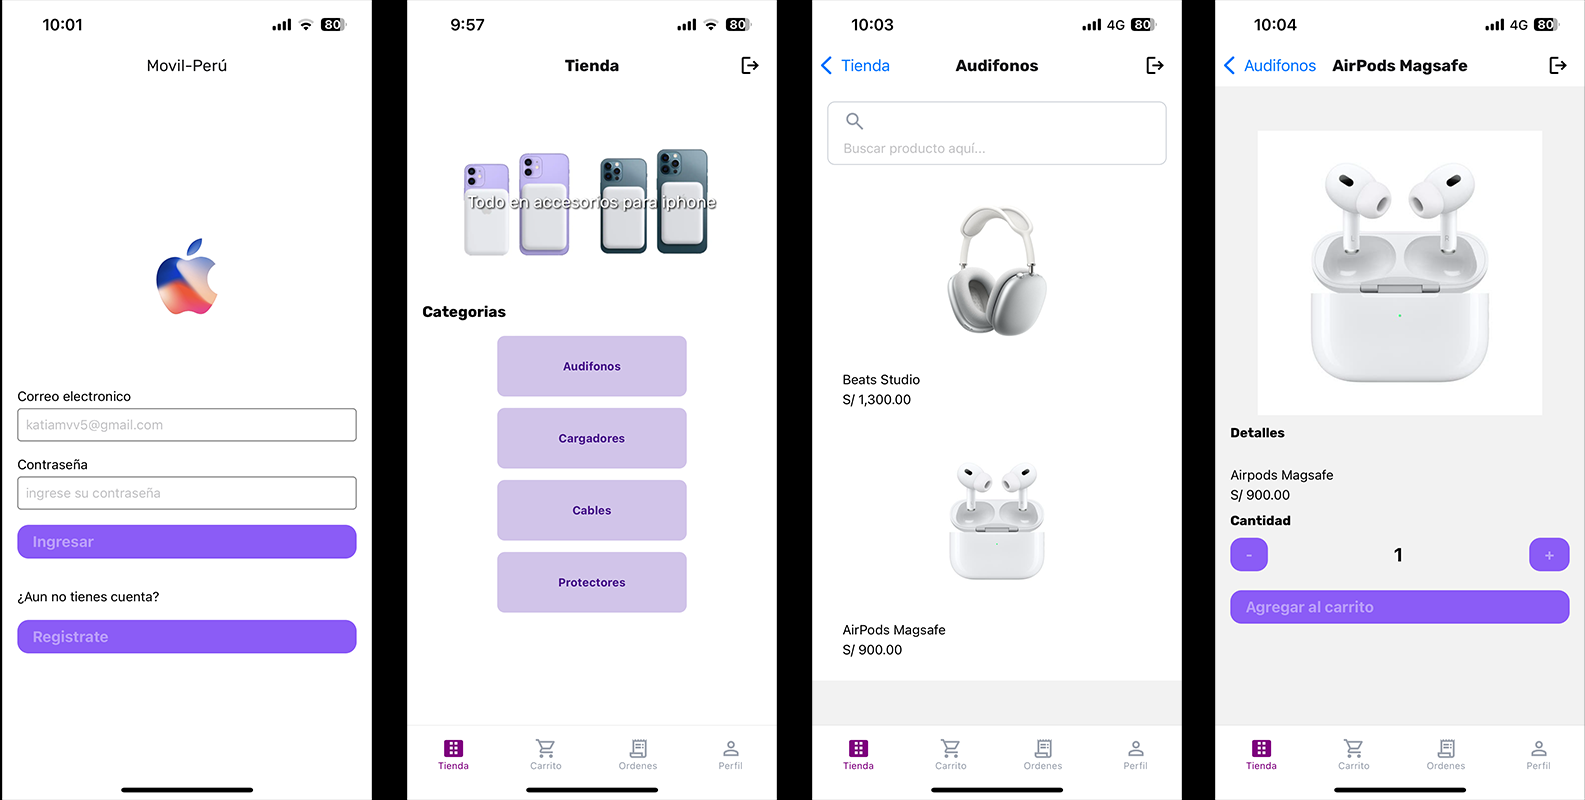 10:01
80
Movil-Perú
Correo electronico
katiamvv5@gmail.com
Contraseña
ingrese su contraseña
Ingresar
¿Aun no tienes cuenta?
Registrate
9:57
80
Tienda
Todo en accesorios para iphone
Categorias
Audifonos
Cargadores
Cables
Protectores
Tienda
Carrito
Ordenes
Perfil
10:03
4G 80
Tienda
Audifonos
Buscar producto aquí...
Beats Studio
S/ 1,300.00
AirPods Magsafe
S/ 900.00
Tienda
Carrito
Ordenes
Perfil
10:04
4G 80
Audifonos
AirPods Magsafe
Detalles
Airpods Magsafe
S/ 900.00
Cantidad
- 1 +
Agregar al carrito
Tienda
Carrito
Ordenes
Perfil